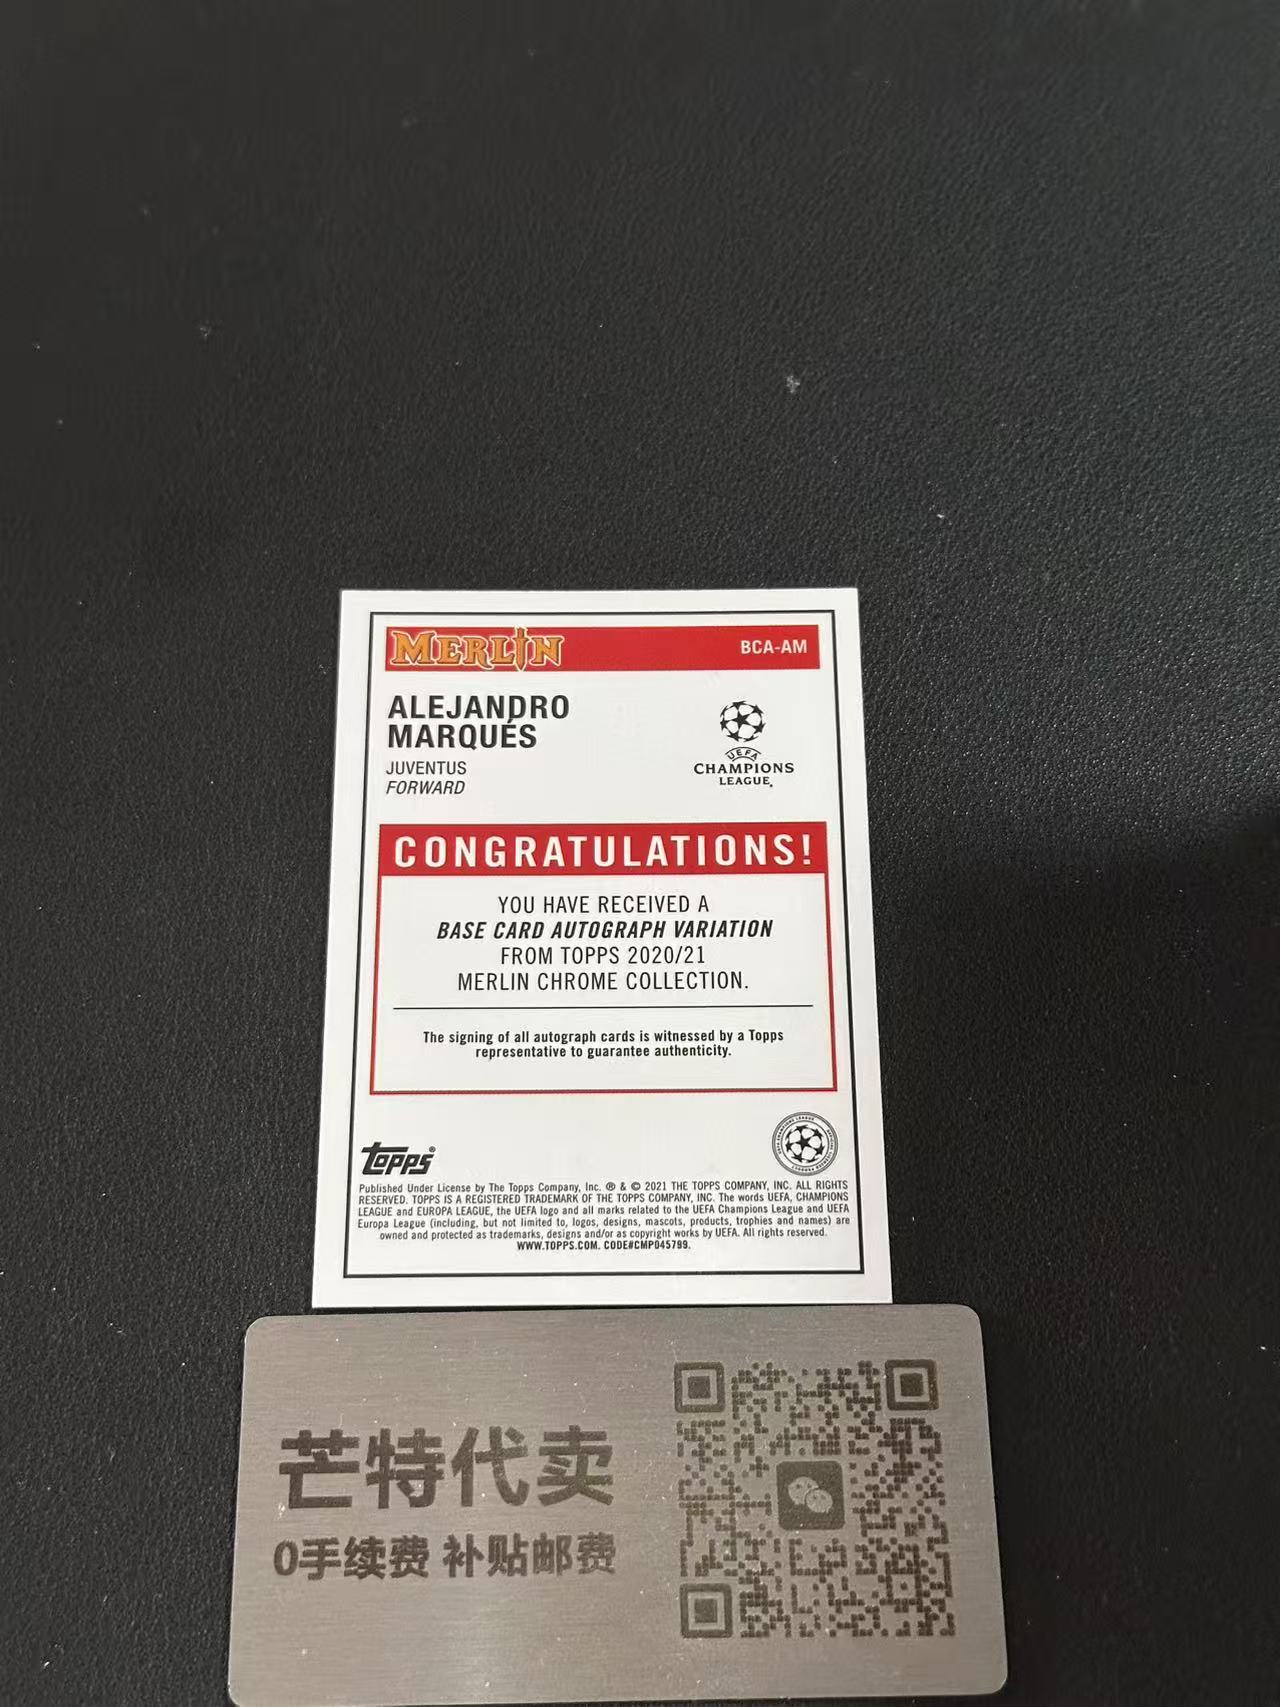 MERLIN
BCA-AM
ALEJANDRO
MARQUÉS
JUVENTUS
FORWARD
UEFA
CHAMPIONS
LEAGUE.
CONGRATULATIONS!
YOU HAVE RECEIVED A
BASE CARD AUTOGRAPH VARIATION
FROM TOPPS 2020/21
MERLIN CHROME COLLECTION.
The signing of all autograph cards is witnessed by a Topps
representative to guarantee authenticity.
TOPPS®
Published Under License by The Topps Company, Inc. ® & © 2021 THE TOPPS COMPANY, INC. ALL RIGHTS
RESERVED. TOPPS IS A REGISTERED TRADEMARK OF THE TOPPS COMPANY, INC. The words UEFA, CHAMPIONS
LEAGUE and EUROPA LEAGUE, the UEFA logo and all marks related to the UEFA Champions League and UEFA
Europa League (including, but not limited to, logos, designs, mascots, products, trophies and names) are
owned and protected as trademarks, designs and/or as copyright works by UEFA. All rights reserved.
WWW.TOPPS.COM. CODE#CMP045799.
芒特代卖
0手续费 补贴邮费